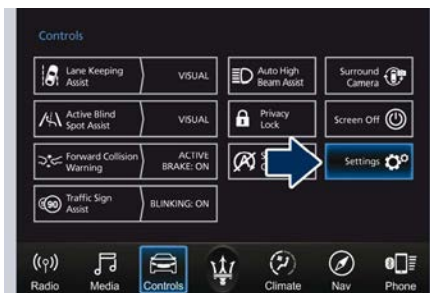 Controls
Lane Keeping
Assist
VISUAL
Auto High
Beam Assist
Surround
Camera
Active Blind
Spot Assist
VISUAL
Privacy
Lock
Screen Off
Forward Collision
Warning
ACTIVE
BRAKE: ON
Settings
90
Traffic Sign
Assist
BLINKING: ON
Radio
Media
Controls
Climate
Nav
Phone